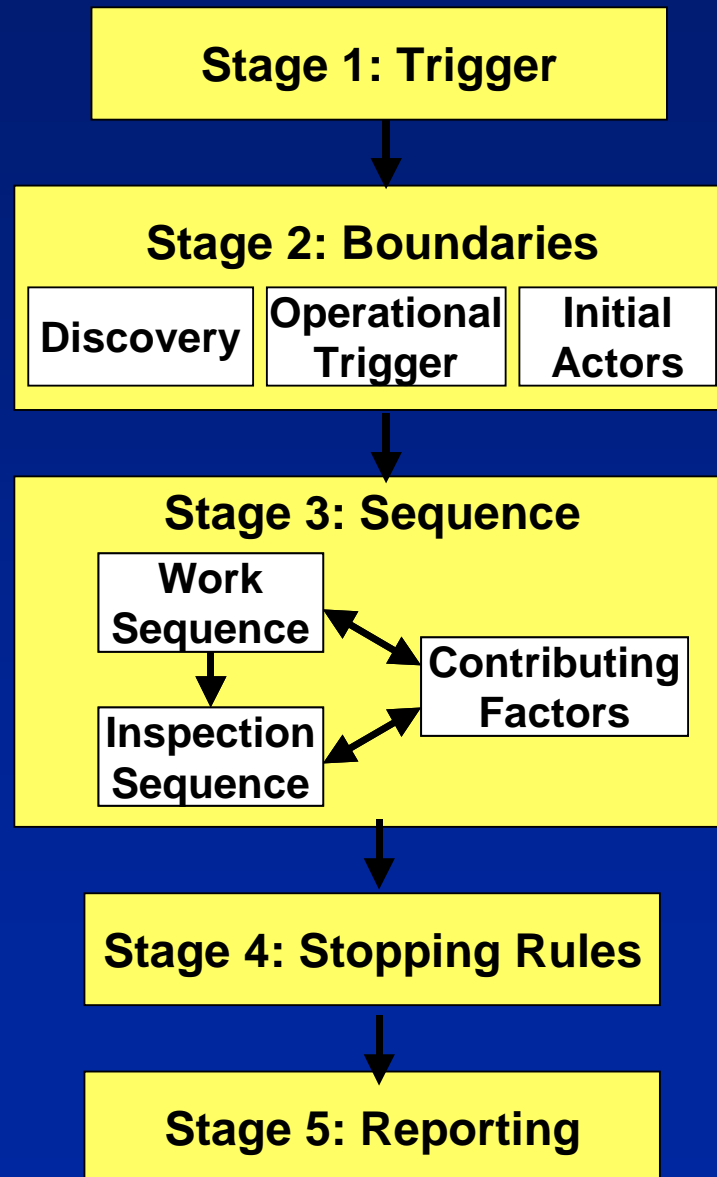 Stage 1: Trigger
Stage 2: Boundaries
Discovery
Operational
Trigger
Initial
Actors
Stage 3: Sequence
Work
Sequence
Contributing
Factors
Inspection
Sequence
Stage 4: Stopping Rules
Stage 5: Reporting